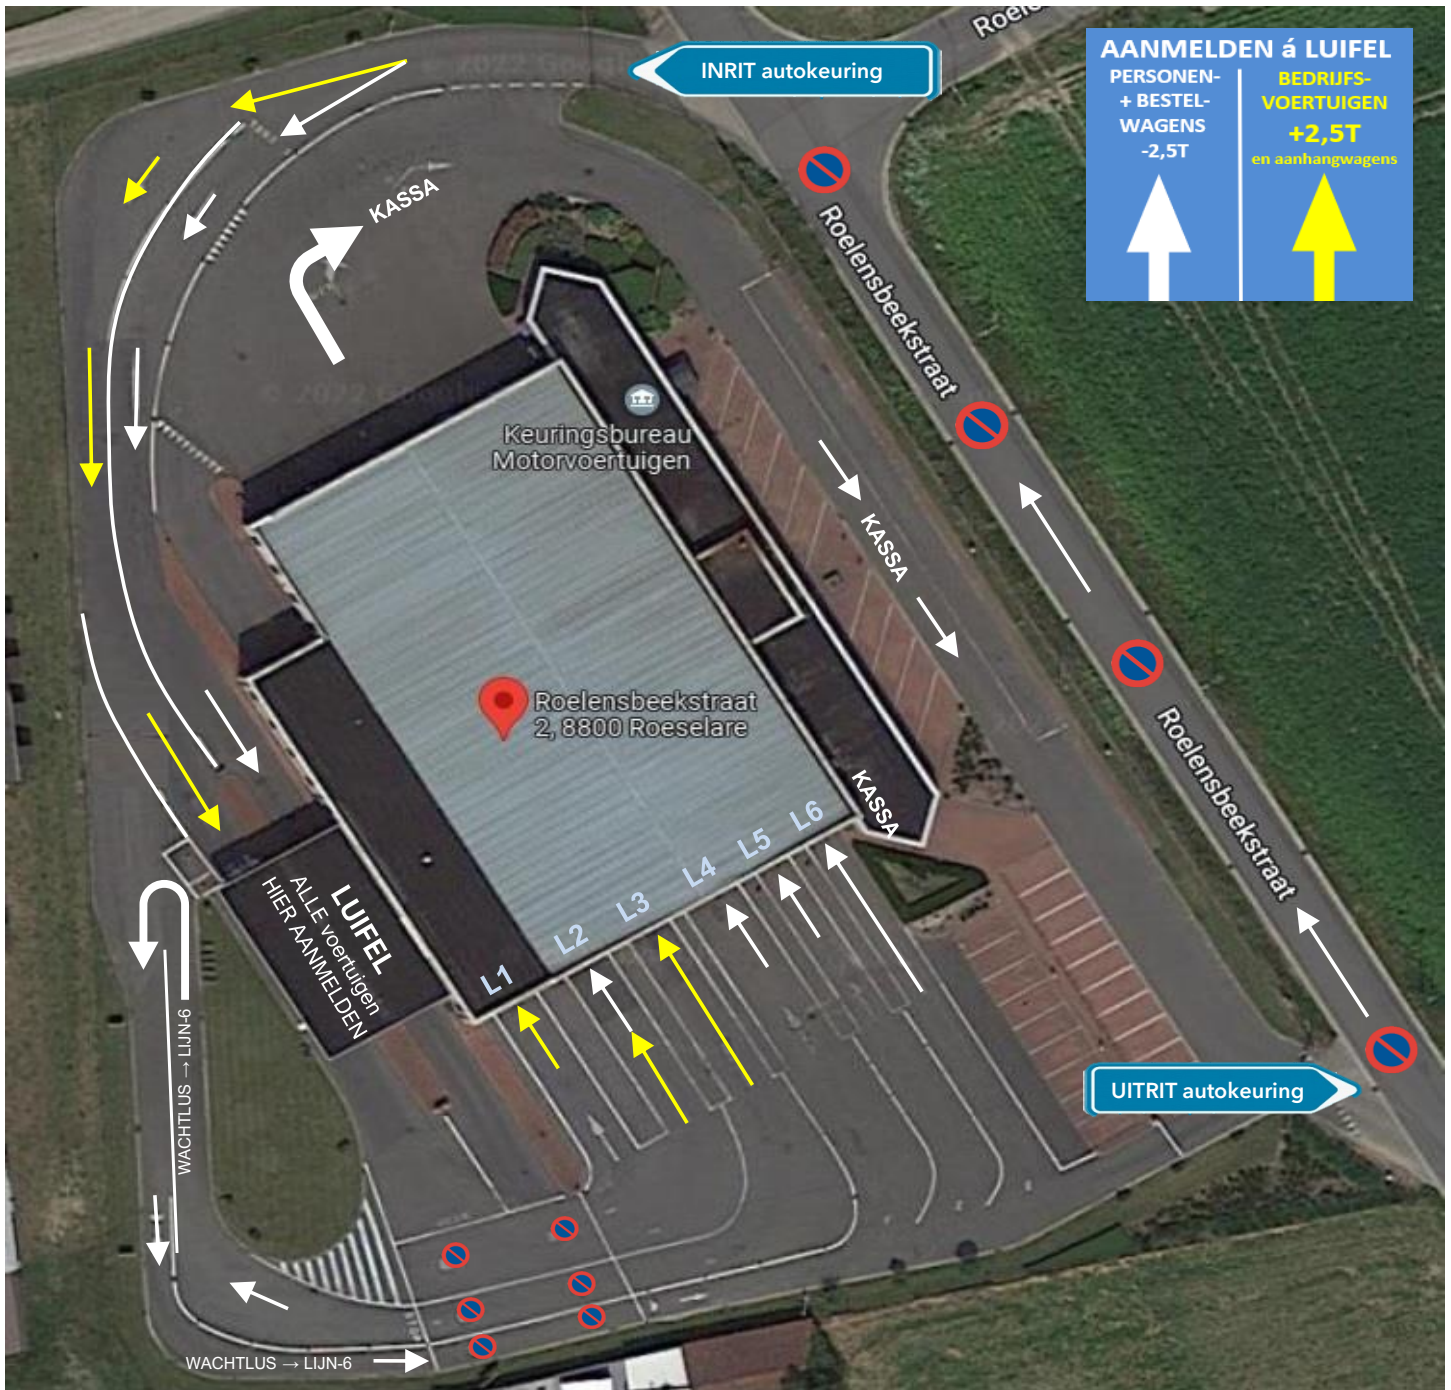 Roele
INRIT autokeuring
AANMELDEN á LUIFEL
PERSONEN-
+ BESTEL-
WAGENS
-2,5T
BEDRIJFS-
VOERTUIGEN
+2,5T
en aanhangwagens
KASSA
Roelensbeekstraat
Keuringsbureau
Motorvoertuigen
KASSA
Roelensbeekstraat
2, 8800 Roeselare
Roelensbeekstraat
KASSA
L1
L2
L3
L4
L5
L6
LUIFEL
ALLE voertuigen
HIER AANMELDEN
WACHTLUS → LIJN-6
UITRIT autokeuring
WACHTLUS → LIJN-6